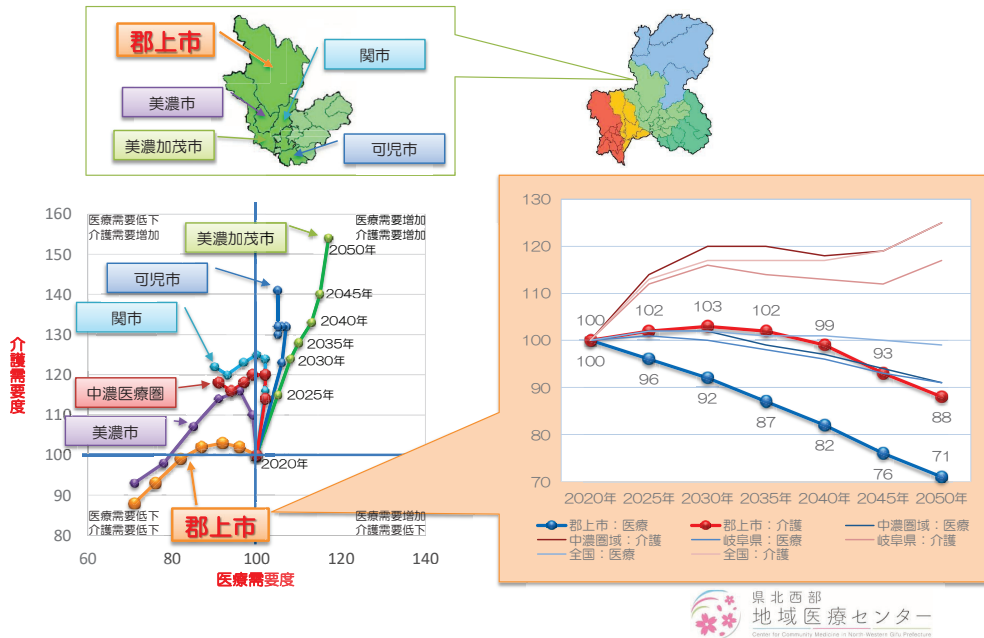 郡上市
関市
美濃市
美濃加茂市
可児市
160
150
140
130
120
110
100
90
80
60
80
100
120
140
介護需要度
医療需要度
医療需要低下
介護需要増加
医療需要増加
介護需要増加
医療需要低下
介護需要低下
医療需要増加
介護需要低下
美濃加茂市
可児市
関市
中濃医療圏
美濃市
郡上市
2050年
2045年
2040年
2035年
2030年
2025年
2020年
130
120
110
100
90
80
70
100
102
103
102
99
93
88
100
96
92
87
82
76
71
2020年 2025年 2030年 2035年 2040年 2045年 2050年
郡上市：医療 郡上市：介護 中濃圏域：医療
中濃圏域：介護 岐阜県：医療 岐阜県：介護
全国：医療 全国：介護
県北西部
地域医療センター
Center for Community Medicine in North Western Gifu Prefecture